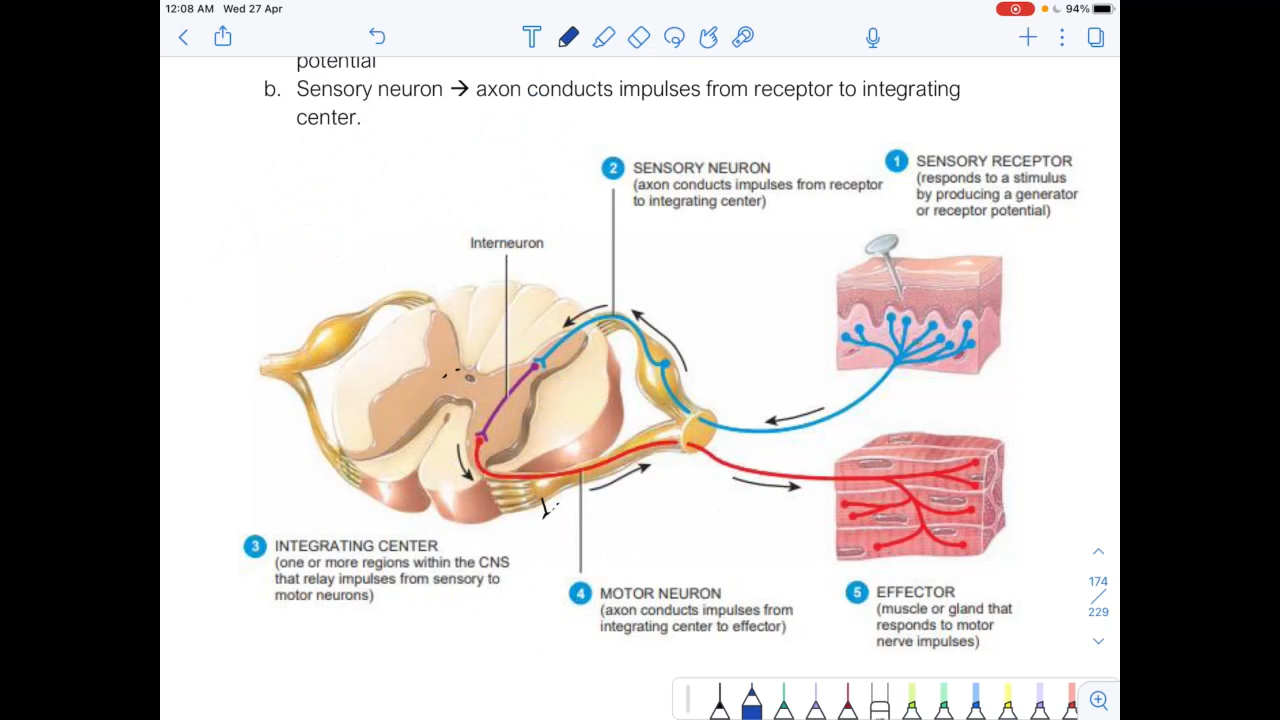 12:08 AM Wed 27 Apr
94%
potential
b. Sensory neuron → axon conducts impulses from receptor to integrating
center.
1 SENSORY RECEPTOR
(responds to a stimulus
by producing a generator
or receptor potential)
2 SENSORY NEURON
(axon conducts impulses from receptor
to integrating center)
Interneuron
3 INTEGRATING CENTER
(one or more regions within the CNS
that relay impulses from sensory to
motor neurons)
4 MOTOR NEURON
(axon conducts impulses from
integrating center to effector)
5 EFFECTOR
(muscle or gland that
responds to motor
nerve impulses)
174
229